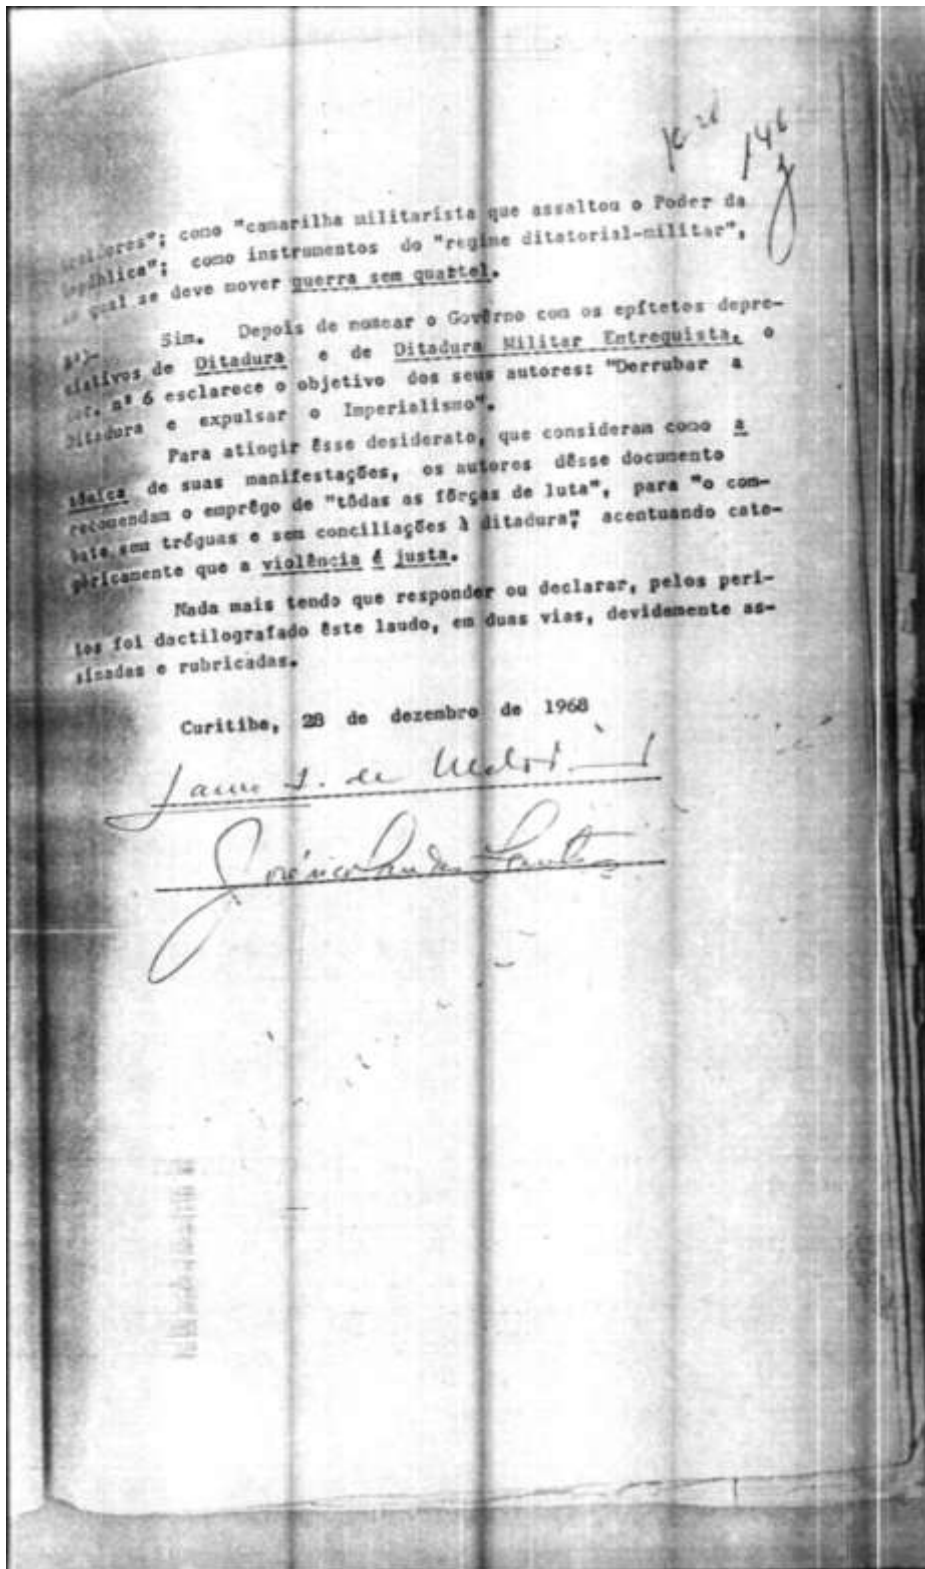 146
como "camarilha militarista que assaltou o Poder da
como instrumentos do "regime ditatorial-militar",
qual se deve mover guerra sem quartel.
Sim. Depois de nomear o Govêrno com os epítetos depre-
ciativos de Ditadura e de Ditadura Militar Entreguista, o
nº 6 esclarece o objetivo dos seus autores: "Derrubar a
Ditadura e expulsar o Imperialismo".
Para atingir êsse desiderato, que consideram como a
tônica de suas manifestações, os autores dêsse documento
recomendam o emprêgo de "tôdas as fôrças de luta", para "o com-
bate sem tréguas e sem conciliações à ditadura", acentuando cate-
gòricamente que a violência é justa.
Nada mais tendo que responder ou declarar, pelos peri-
tos foi dactilografado êste laudo, em duas vias, devidamente as-
sinadas e rubricadas.
Curitiba, 28 de dezembro de 1968